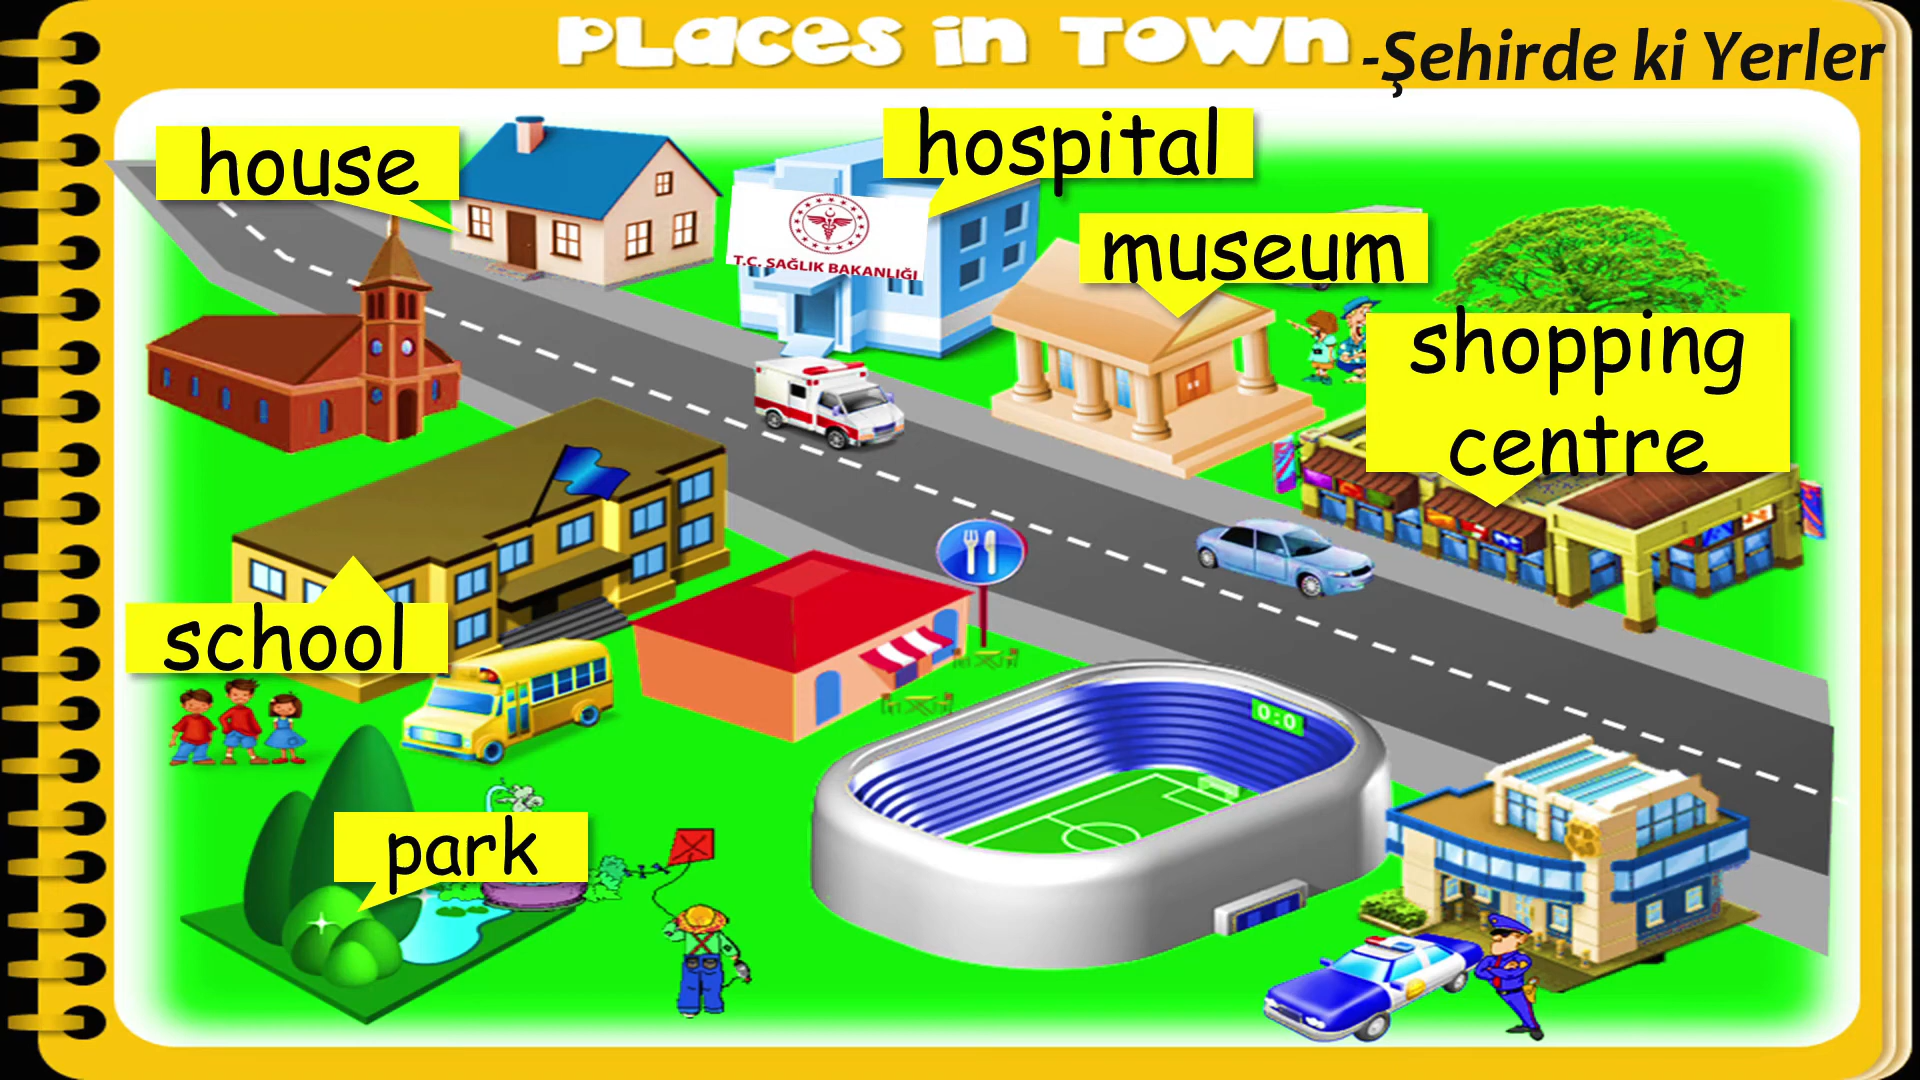 PLaces in Town
-Şehirde ki Yerler
house
hospital
T.C. SAĞLIK BAKANLIĞI
museum
shopping
centre
school
0:0
park